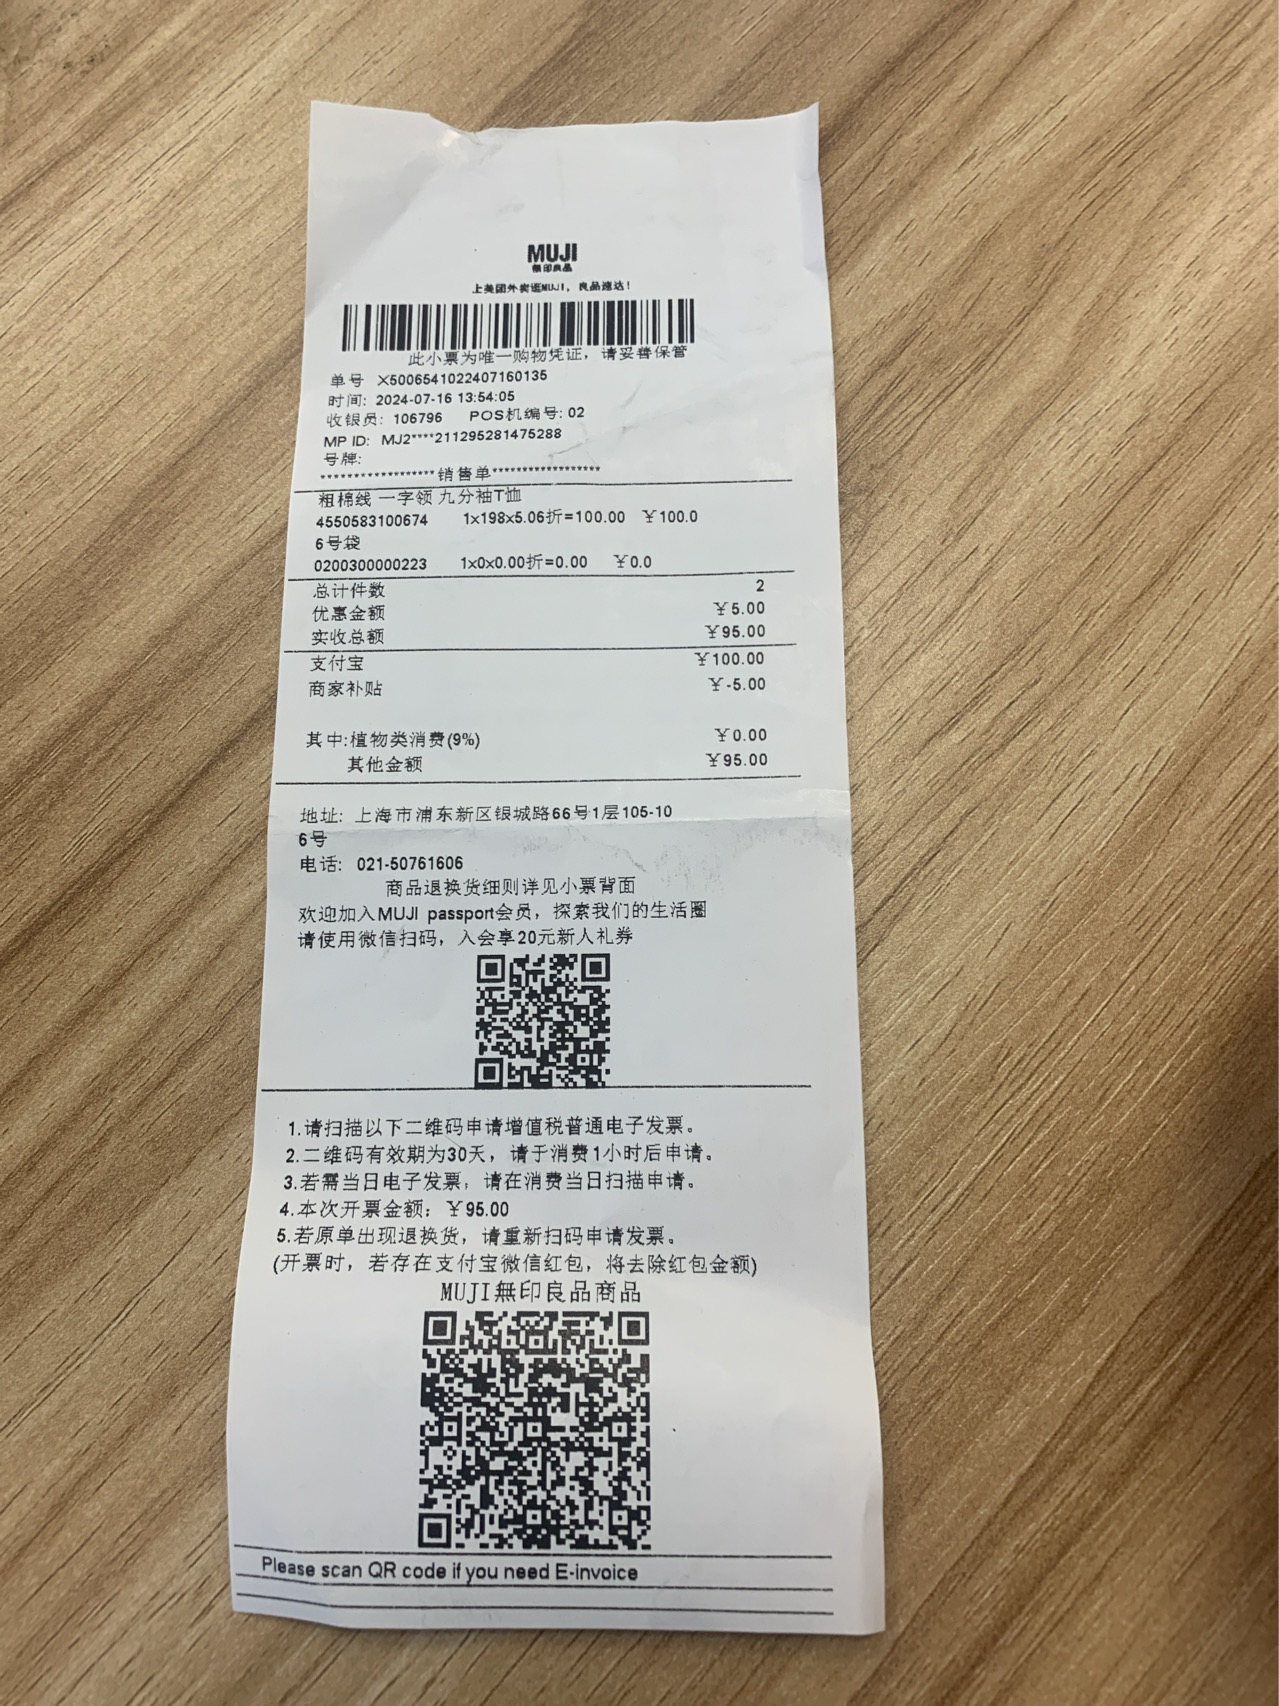 MUJI
無印良品
上美团外卖逛MUJI，良品速达！
此小票为唯一购物凭证，请妥善保管
单号 X5006541022407160135
时间: 2024-07-16 13:54:05
收银员: 106796 POS机编号: 02
MP ID: MJ2****211295281475288
号牌:
******************销售单******************
粗棉线 一字领 九分袖T恤
4550583100674 1x198x5.06折=100.00 ￥100.0
6号袋
0200300000223 1x0x0.00折=0.00 ￥0.0
总计件数 2
优惠金额 ￥5.00
实收总额 ￥95.00
支付宝 ￥100.00
商家补贴 ￥-5.00
其中:植物类消费(9%) ￥0.00
其他金额 ￥95.00
地址: 上海市浦东新区银城路66号1层105-10
6号
电话: 021-50761606
商品退换货细则详见小票背面
欢迎加入MUJI passport会员，探索我们的生活圈
请使用微信扫码，入会享20元新人礼券
1.请扫描以下二维码申请增值税普通电子发票。
2.二维码有效期为30天，请于消费1小时后申请。
3.若需当日电子发票，请在消费当日扫描申请。
4.本次开票金额：￥95.00
5.若原单出现退换货，请重新扫码申请发票。
(开票时，若存在支付宝微信红包，将去除红包金额)
MUJI無印良品商品
Please scan QR code if you need E-invoice